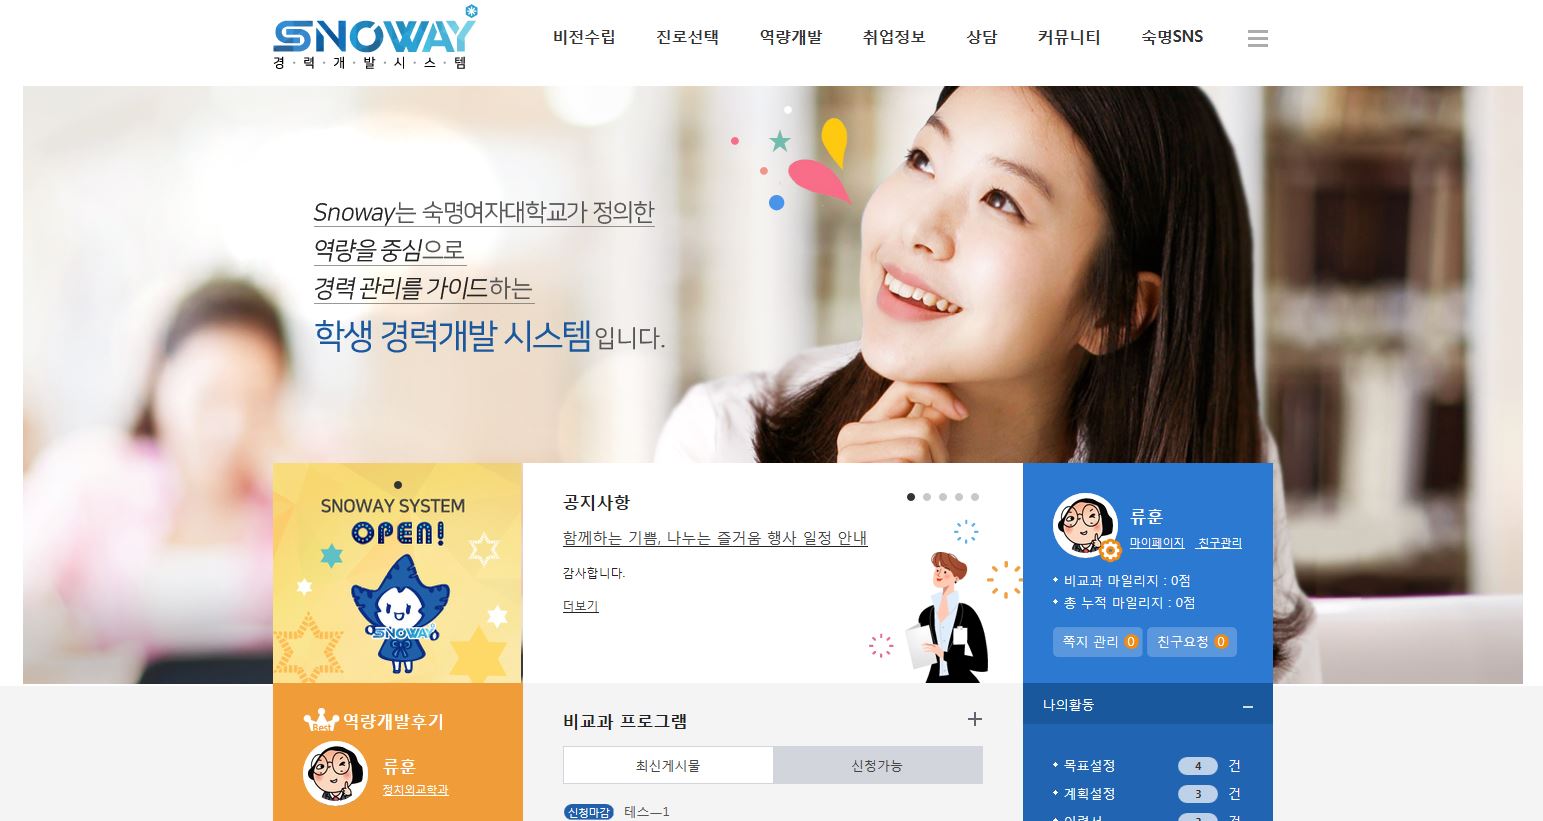 SNOWAY
경·력·개·발·시·스·템
비전수립 진로선택 역량개발 취업정보 상담 커뮤니티 숙명SNS
Snoway는 숙명여자대학교가 정의한
역량을 중심으로
경력 관리를 가이드하는
학생 경력개발 시스템입니다.
SNOWAY SYSTEM
OPEN!
SNOWAY
공지사항
함께하는 기쁨, 나누는 즐거움 행사 일정 안내
감사합니다.
더보기
류훈
마이페이지 친구관리
비교과 마일리지 : 0점
총 누적 마일리지 : 0점
쪽지 관리 0 친구요청 0
Best 역량개발후기
류훈
정치외교학과
비교과 프로그램
최신게시물 신청가능
신청마감 테스—1
나의활동
목표설정 4 건
계획설정 3 건